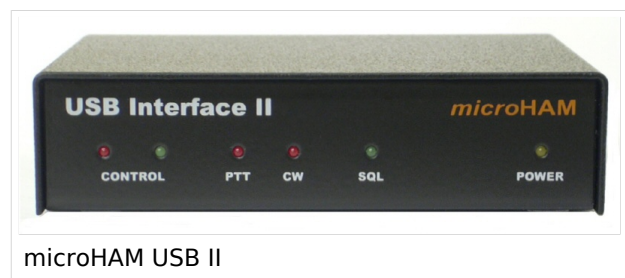 USB Interface II
microHAM
CONTROL PTT CW SQL POWER
microHAM USB II